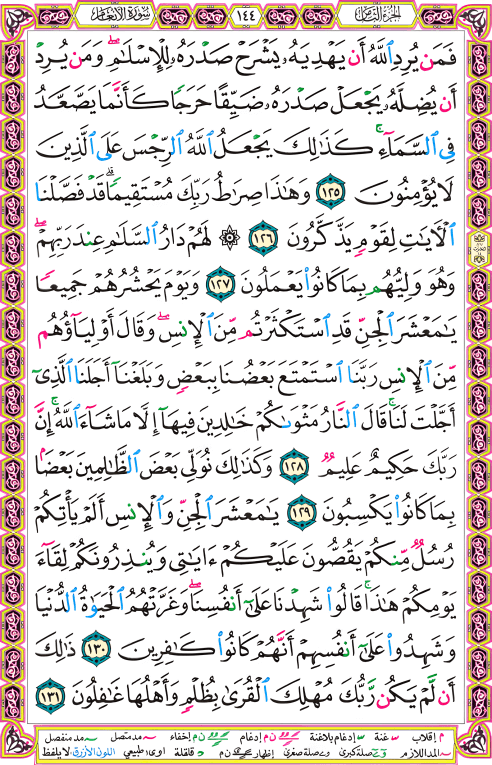 سورة الأنعام ١٤٤ الجزء الثامن
فَمَن يُرِدِ ٱللَّهُ أَن يَهْدِيَهُۥ يَشْرَحْ صَدْرَهُۥ لِلْإِسْلَـٰمِ ۖ وَمَن يُرِدْ
أَن يُضِلَّهُۥ يَجْعَلْ صَدْرَهُۥ ضَيِّقًا حَرَجًا كَأَنَّمَا يَصَّعَّدُ
فِى ٱلسَّمَآءِ ۚ كَذَٰلِكَ يَجْعَلُ ٱللَّهُ ٱلرِّجْسَ عَلَى ٱلَّذِينَ
لَا يُؤْمِنُونَ ١٢٥ وَهَـٰذَا صِرَٰطُ رَبِّكَ مُسْتَقِيمًا ۗ قَدْ فَصَّلْنَا
ٱلْـَٔايَـٰتِ لِقَوْمٍ يَذَّكَّرُونَ ١٢٦ ۞ لَهُمْ دَارُ ٱلسَّلَـٰمِ عِندَ رَبِّهِمْ ۖ
وَهُوَ وَلِيُّهُم بِمَا كَانُوا۟ يَعْمَلُونَ ١٢٧ وَيَوْمَ يَحْشُرُهُمْ جَمِيعًا
يَـٰمَعْشَرَ ٱلْجِنِّ قَدِ ٱسْتَكْثَرْتُم مِّنَ ٱلْإِنسِ ۖ وَقَالَ أَوْلِيَآؤُهُم
مِّنَ ٱلْإِنسِ رَبَّنَا ٱسْتَمْتَعَ بَعْضُنَا بِبَعْضٍ وَبَلَغْنَآ أَجَلَنَا ٱلَّذِىٓ
أَجَّلْتَ لَنَا ۚ قَالَ ٱلنَّارُ مَثْوَىٰكُمْ خَـٰلِدِينَ فِيهَآ إِلَّا مَا شَآءَ ٱللَّهُ ۗ إِنَّ
رَبَّكَ حَكِيمٌ عَلِيمٌ ١٢٨ وَكَذَٰلِكَ نُوَلِّى بَعْضَ ٱلظَّـٰلِمِينَ بَعْضًۢا
بِمَا كَانُوا۟ يَكْسِبُونَ ١٢٩ يَـٰمَعْشَرَ ٱلْجِنِّ وَٱلْإِنسِ أَلَمْ يَأْتِكُمْ
رُسُلٌ مِّنكُمْ يَقُصُّونَ عَلَيْكُمْ ءَايَـٰتِى وَيُنذِرُونَكُمْ لِقَآءَ
يَوْمِكُمْ هَـٰذَا ۚ قَالُوا۟ شَهِدْنَا عَلَىٰٓ أَنفُسِنَا ۖ وَغَرَّتْهُمُ ٱلْحَيَوٰةُ ٱلدُّنْيَا
وَشَهِدُوا۟ عَلَىٰٓ أَنفُسِهِمْ أَنَّهُمْ كَانُوا۟ كَـٰفِرِينَ ١٣٠ ذَٰلِكَ
أَن لَّمْ يَكُن رَّبُّكَ مُهْلِكَ ٱلْقُرَىٰ بِظُلْمٍ وَأَهْلُهَا غَـٰفِلُونَ ١٣١
م إقلاب غنة إدغام بلاغنة ن م إدغام ن م إخفاء مد متصل مد منفصل
المد اللازم مد صلة كبرى مد صلة صغرى إظهار ن م قلقلة طبيعي اللون الأزرق لا يلفظ